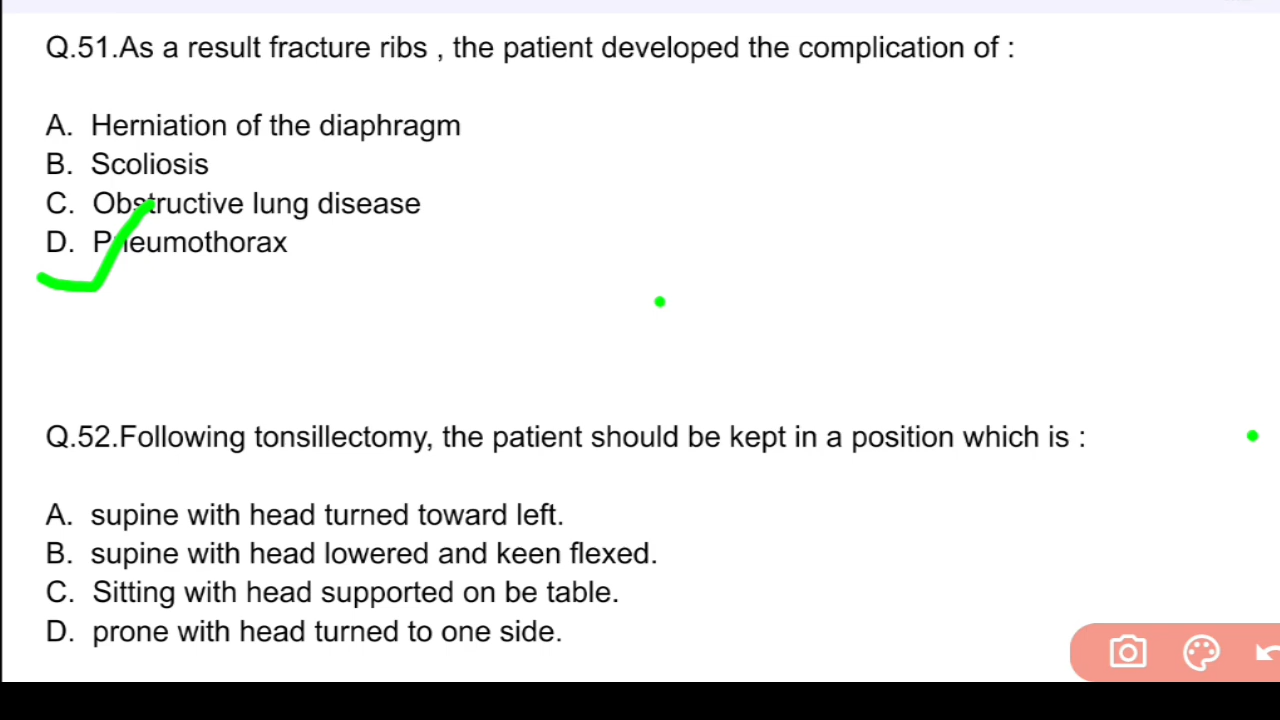 Q.51.As a result fracture ribs , the patient developed the complication of :
A. Herniation of the diaphragm
B. Scoliosis
C. Obstructive lung disease
D. Pneumothorax
Q.52.Following tonsillectomy, the patient should be kept in a position which is :
A. supine with head turned toward left.
B. supine with head lowered and keen flexed.
C. Sitting with head supported on be table.
D. prone with head turned to one side.